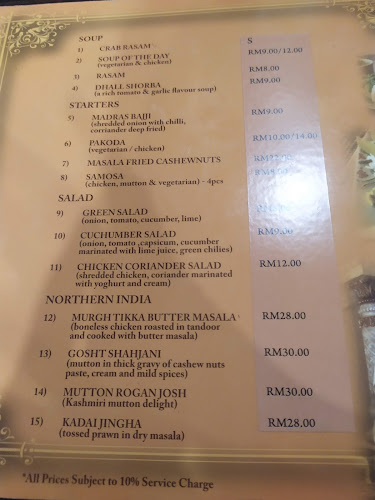 SOUP S
1) CRAB RASAM RM9.00/12.00
2) SOUP OF THE DAY RM8.00
(vegetarian & chicken)
3) RASAM RM9.00
4) DHALL SHORBA
(a rich tomato & garlic flavour soup)
STARTERS
5) MADRAS BAJJI RM9.00
(shredded onion with chilli,
corriander deep fried)
6) PAKODA RM10.00/14.00
(vegetarian / chicken)
7) MASALA FRIED CASHEWNUTS
8) SAMOSA
(chicken, mutton & vegetarian) - 4pcs
SALAD
9) GREEN SALAD
(onion, tomato, cucumber, lime)
10) CUCHUMBER SALAD RM9.00
(onion, tomato ,capsicum, cucumber
marinated with lime juice, green chilies)
11) CHICKEN CORIANDER SALAD RM12.00
(shredded chicken, coriander marinated
with yoghurt and cream)
NORTHERN INDIA
12) MURGH TIKKA BUTTER MASALA RM28.00
(boneless chicken roasted in tandoor
and cooked with butter masala)
13) GOSHT SHAHJANI RM30.00
(mutton in thick gravy of cashew nuts
paste, cream and mild spices)
14) MUTTON ROGAN JOSH RM30.00
(Kashmiri mutton delight)
15) KADAI JINGHA RM28.00
(tossed prawn in dry masala)
*All Prices Subject to 10% Service Charge